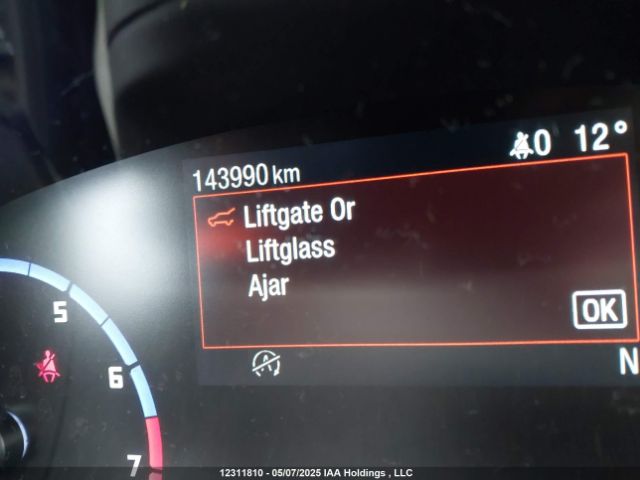 0 12°
143990 km
Liftgate Or
Liftglass
Ajar
OK
N
5
6
7
12311810 - 05/07/2025 IAA Holdings , LLC